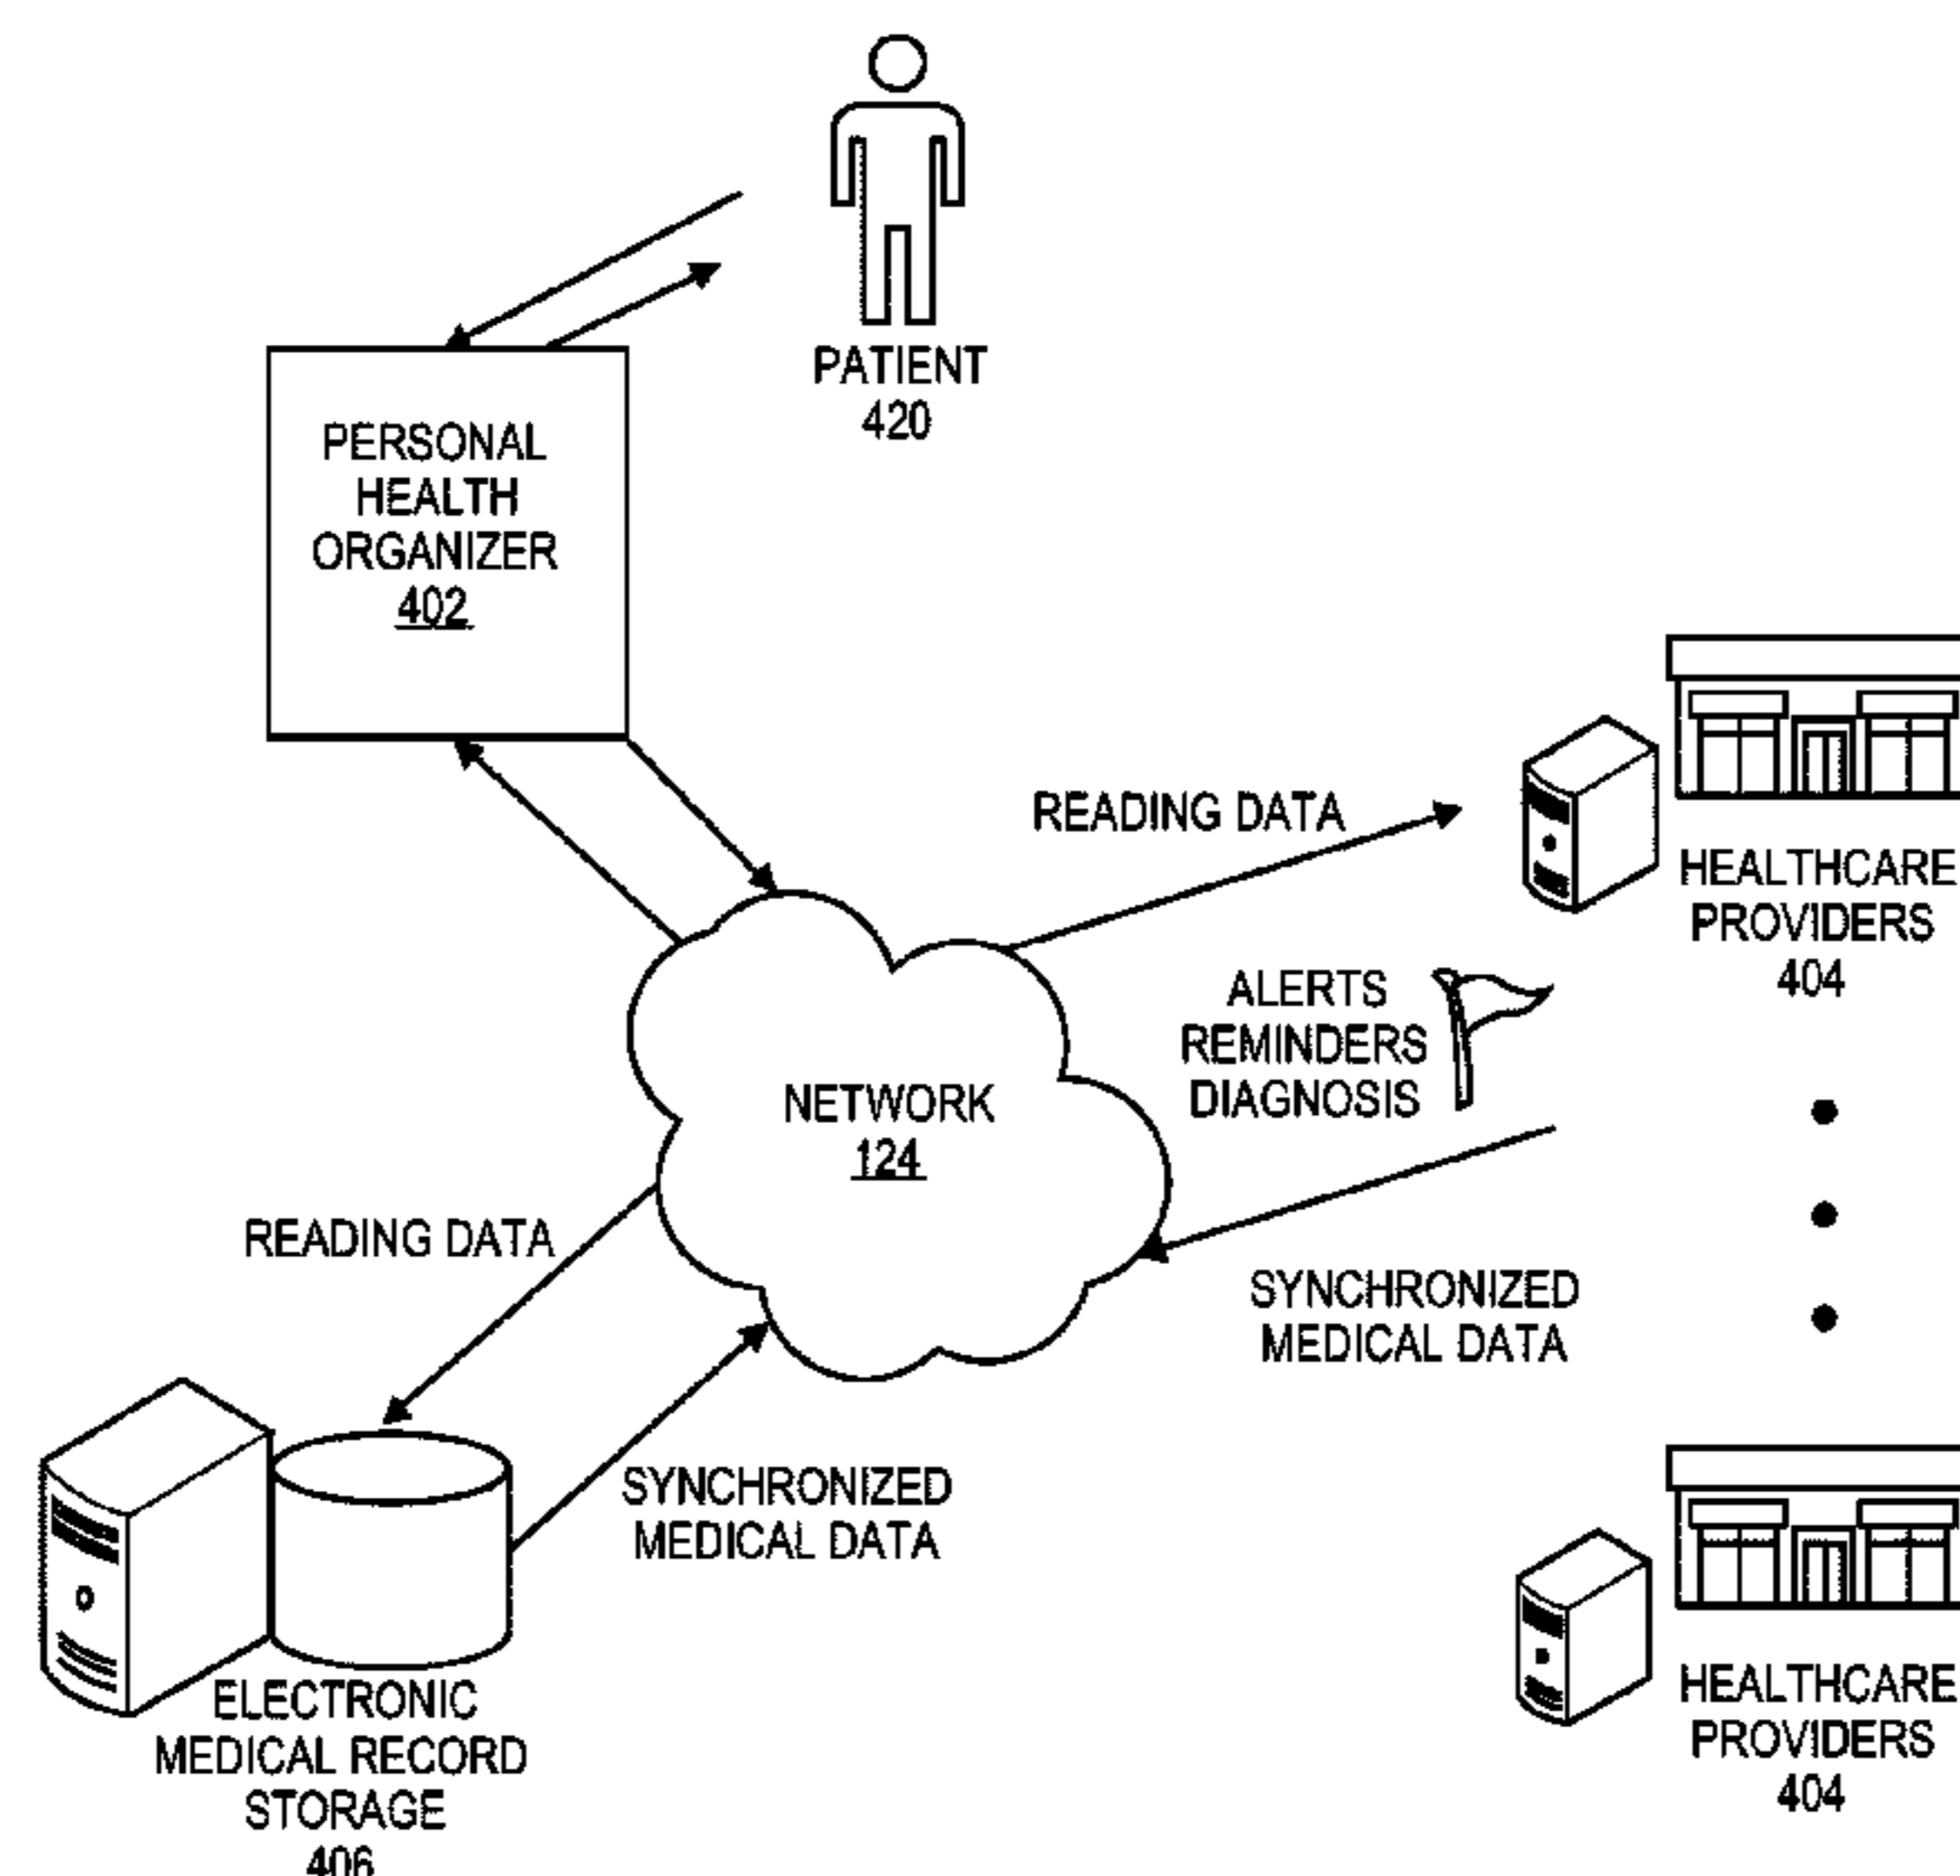 PATIENT
420
PERSONAL
HEALTH
ORGANIZER
402
READING DATA
HEALTHCARE
PROVIDERS
404
ALERTS
REMINDERS
DIAGNOSIS
NETWORK
124
READING DATA
SYNCHRONIZED
MEDICAL DATA
SYNCHRONIZED
MEDICAL DATA
ELECTRONIC
MEDICAL RECORD
STORAGE
406
HEALTHCARE
PROVIDERS
404